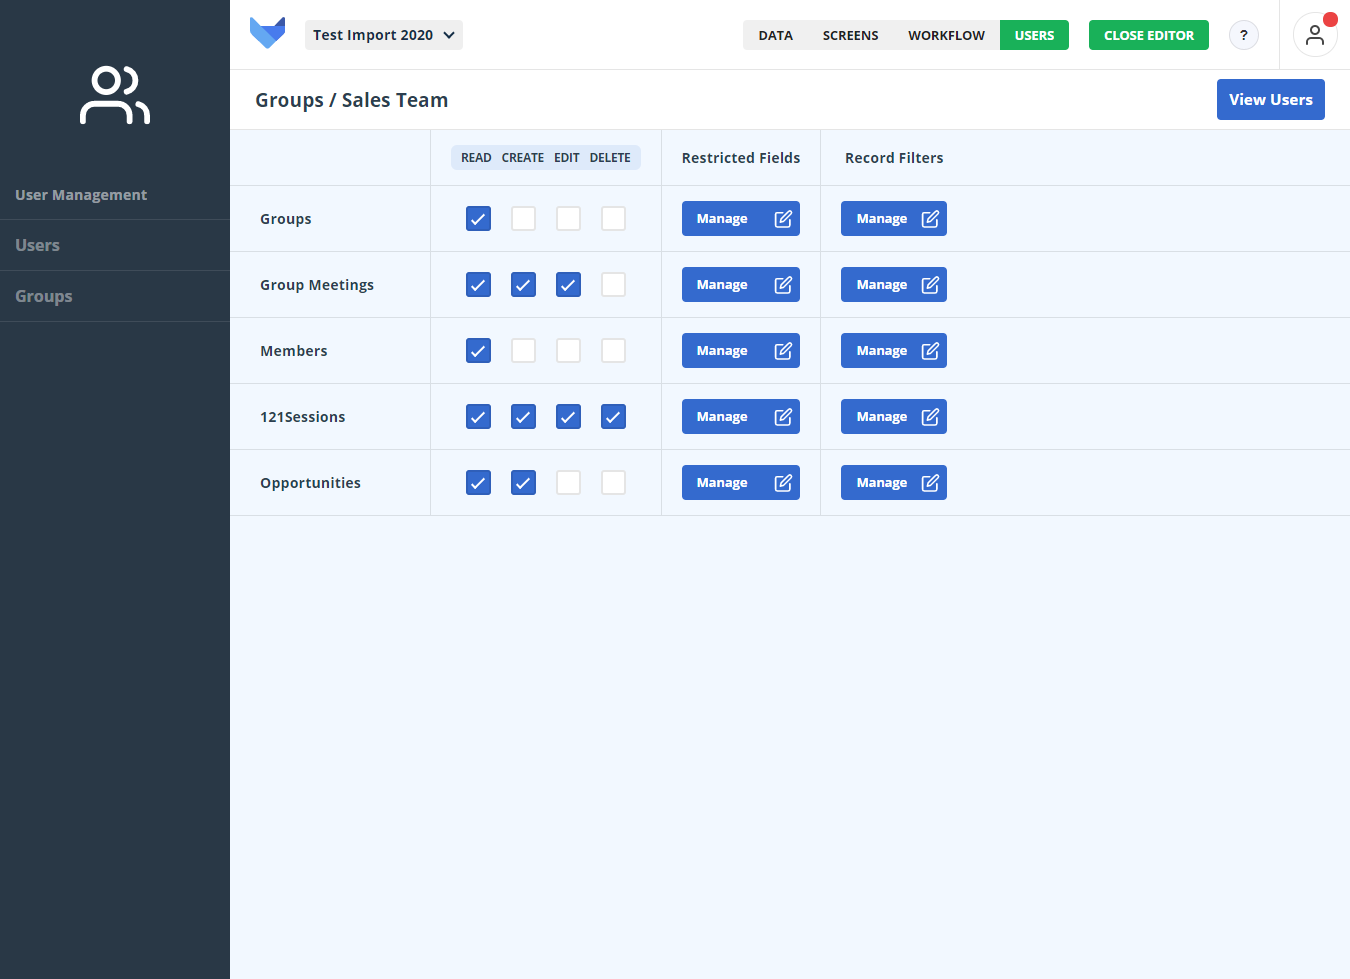 Test Import 2020
DATA SCREENS WORKFLOW USERS CLOSE EDITOR ?
Groups / Sales Team View Users
User Management
Users
Groups
READ CREATE EDIT DELETE Restricted Fields Record Filters
Groups Manage Manage
Group Meetings Manage Manage
Members Manage Manage
121Sessions Manage Manage
Opportunities Manage Manage